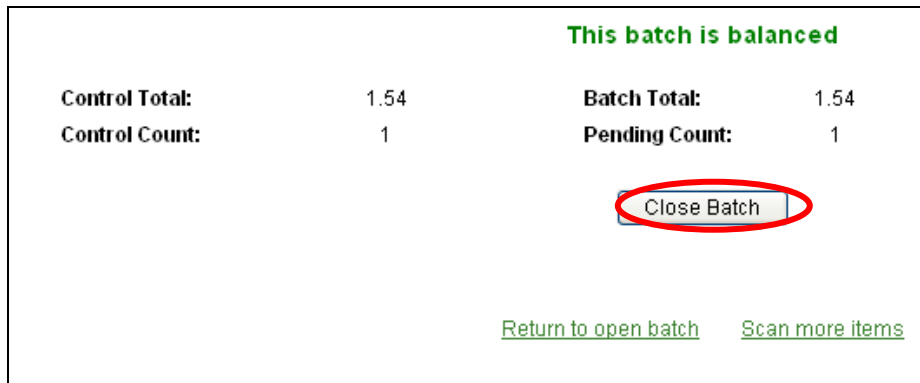 This batch is balanced
Control Total: 1.54 Batch Total: 1.54
Control Count: 1 Pending Count: 1
Close Batch
Return to open batch Scan more items